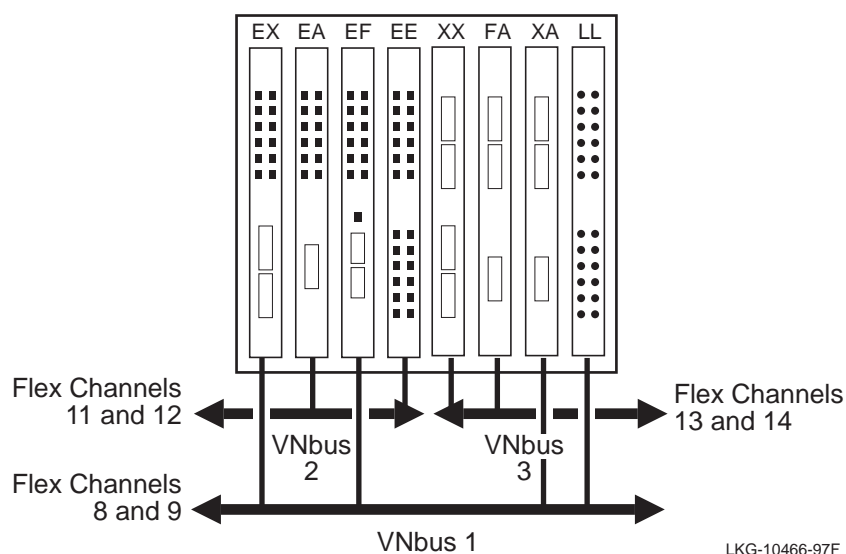 EX EA EF EE XX FA XA LL
Flex Channels
11 and 12
Flex Channels
13 and 14
VNbus
2
VNbus
3
Flex Channels
8 and 9
VNbus 1
LKG-10466-97F